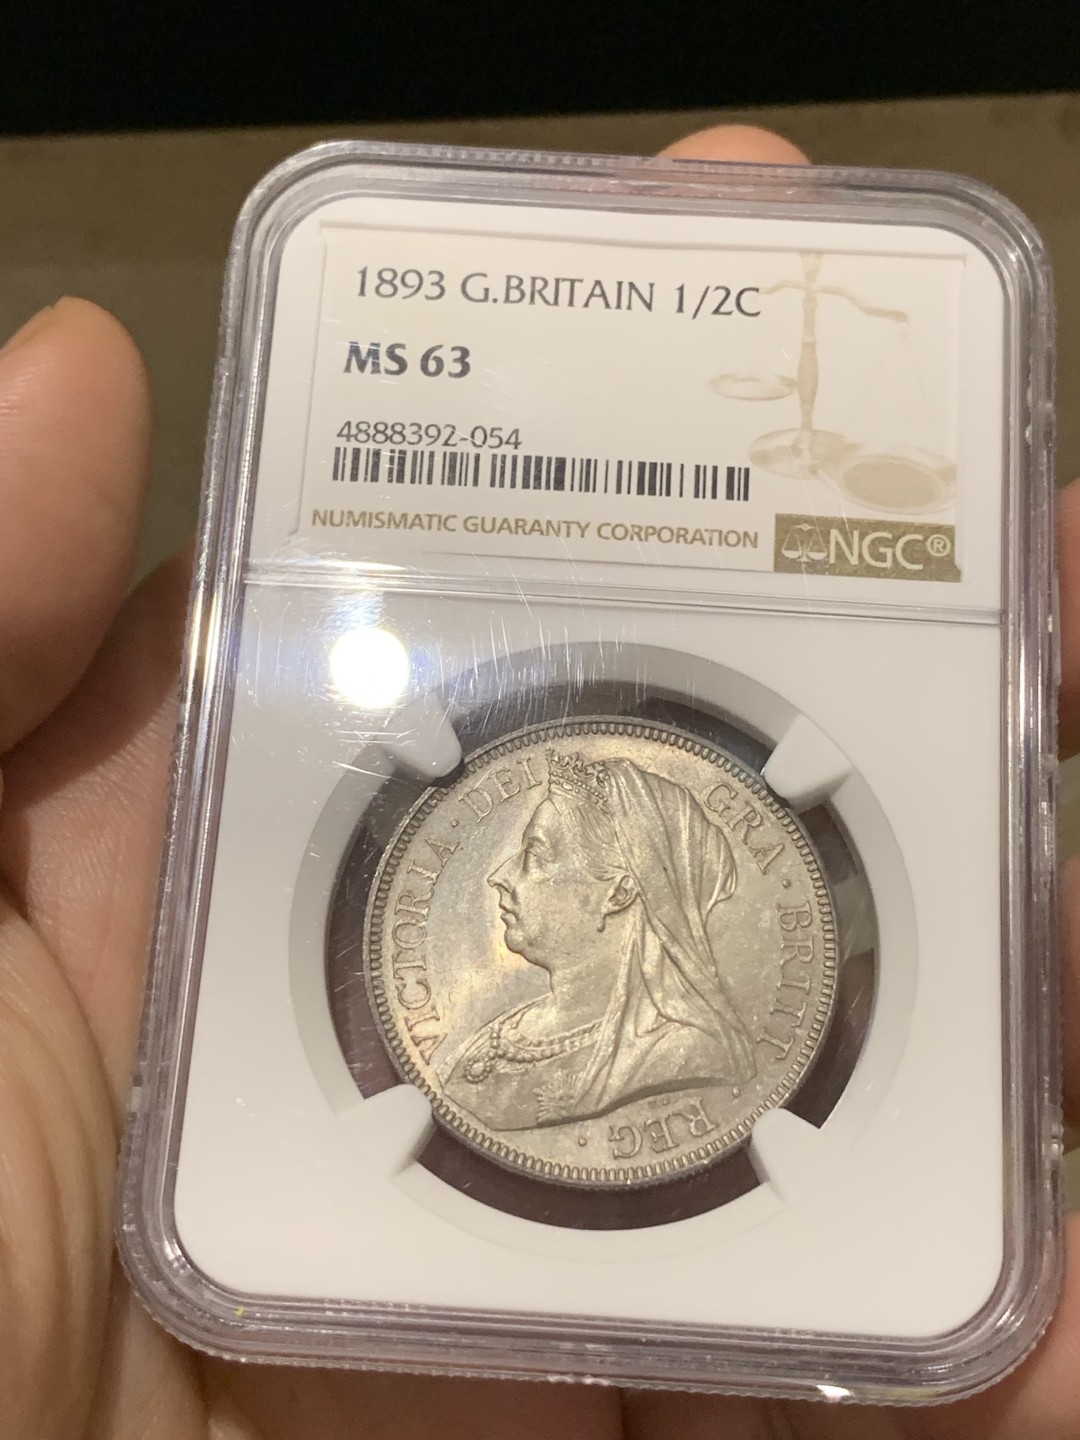 1893 G.BRITAIN 1/2C
MS 63
4888392-054
NUMISMATIC GUARANTY CORPORATION
NGC®
VICTORIA · DEI GRA · BRITT · REG ·